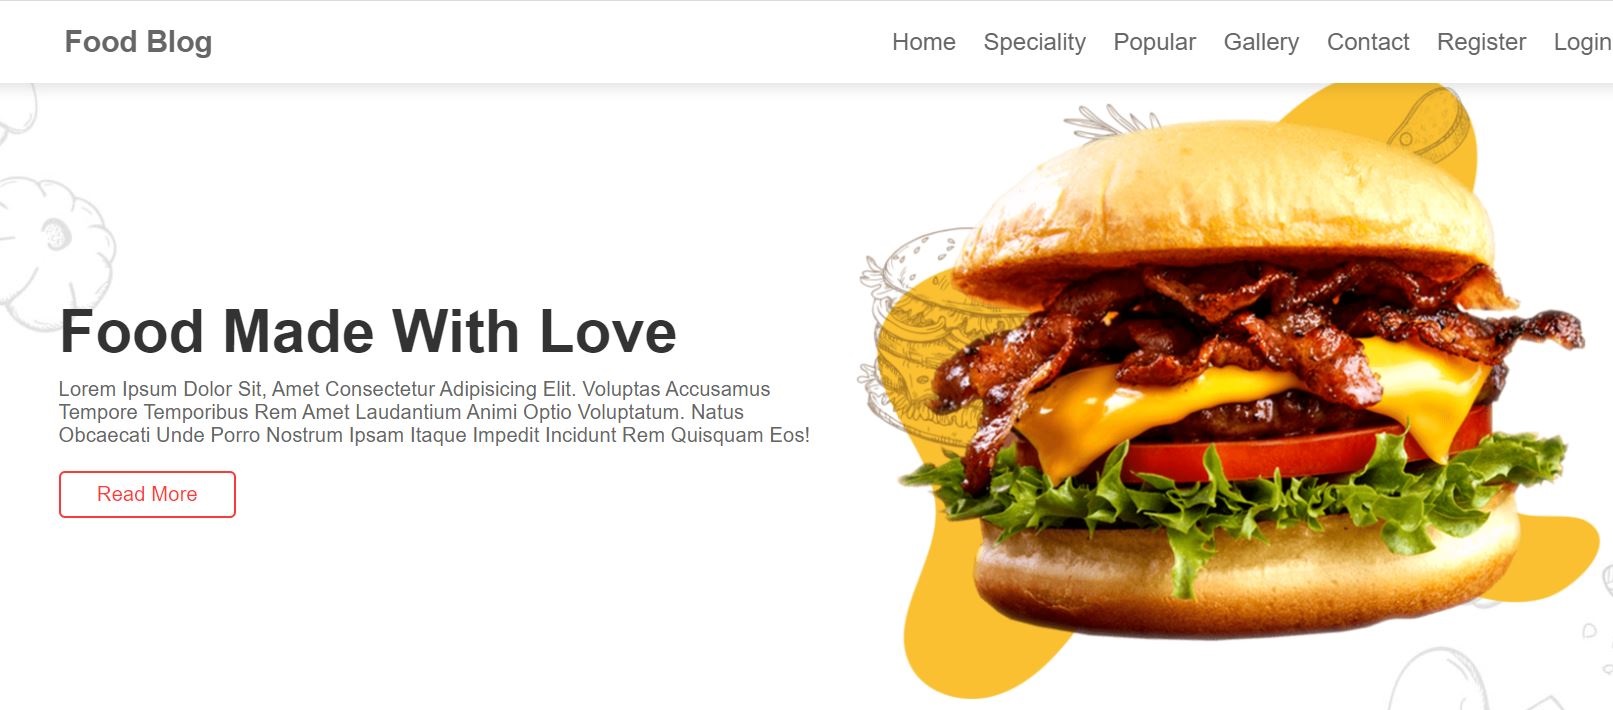 Food Blog
Home Speciality Popular Gallery Contact Register Login
Food Made With Love
Lorem Ipsum Dolor Sit, Amet Consectetur Adipisicing Elit. Voluptas Accusamus
Tempore Temporibus Rem Amet Laudantium Animi Optio Voluptatum. Natus
Obcaecati Unde Porro Nostrum Ipsam Itaque Impedit Incidunt Rem Quisquam Eos!
Read More